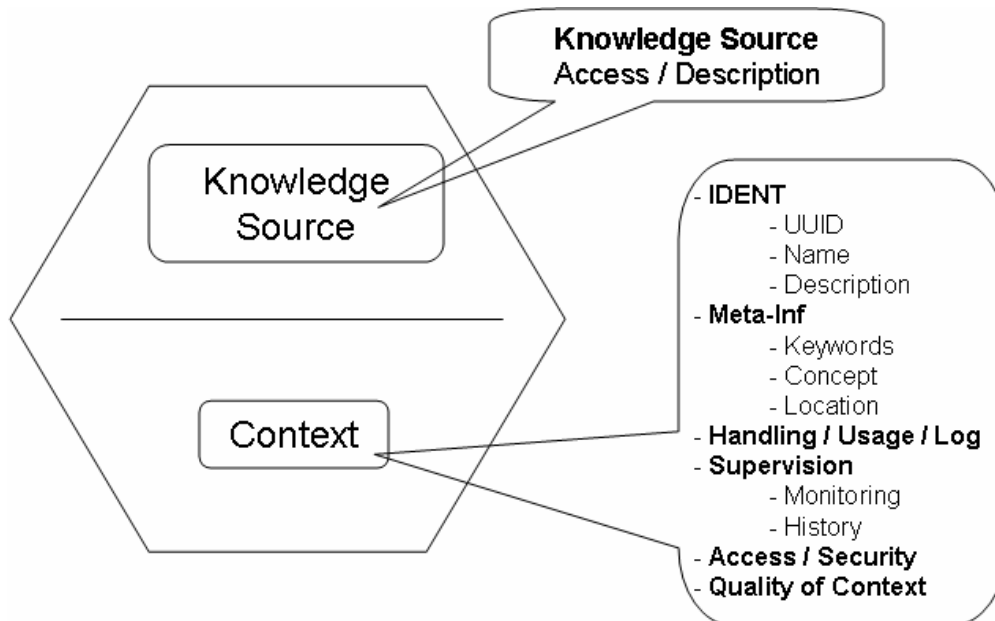 Knowledge Source
Access / Description
Knowledge
Source
Context
- IDENT
- UUID
- Name
- Description
- Meta-Inf
- Keywords
- Concept
- Location
- Handling / Usage / Log
- Supervision
- Monitoring
- History
- Access / Security
- Quality of Context